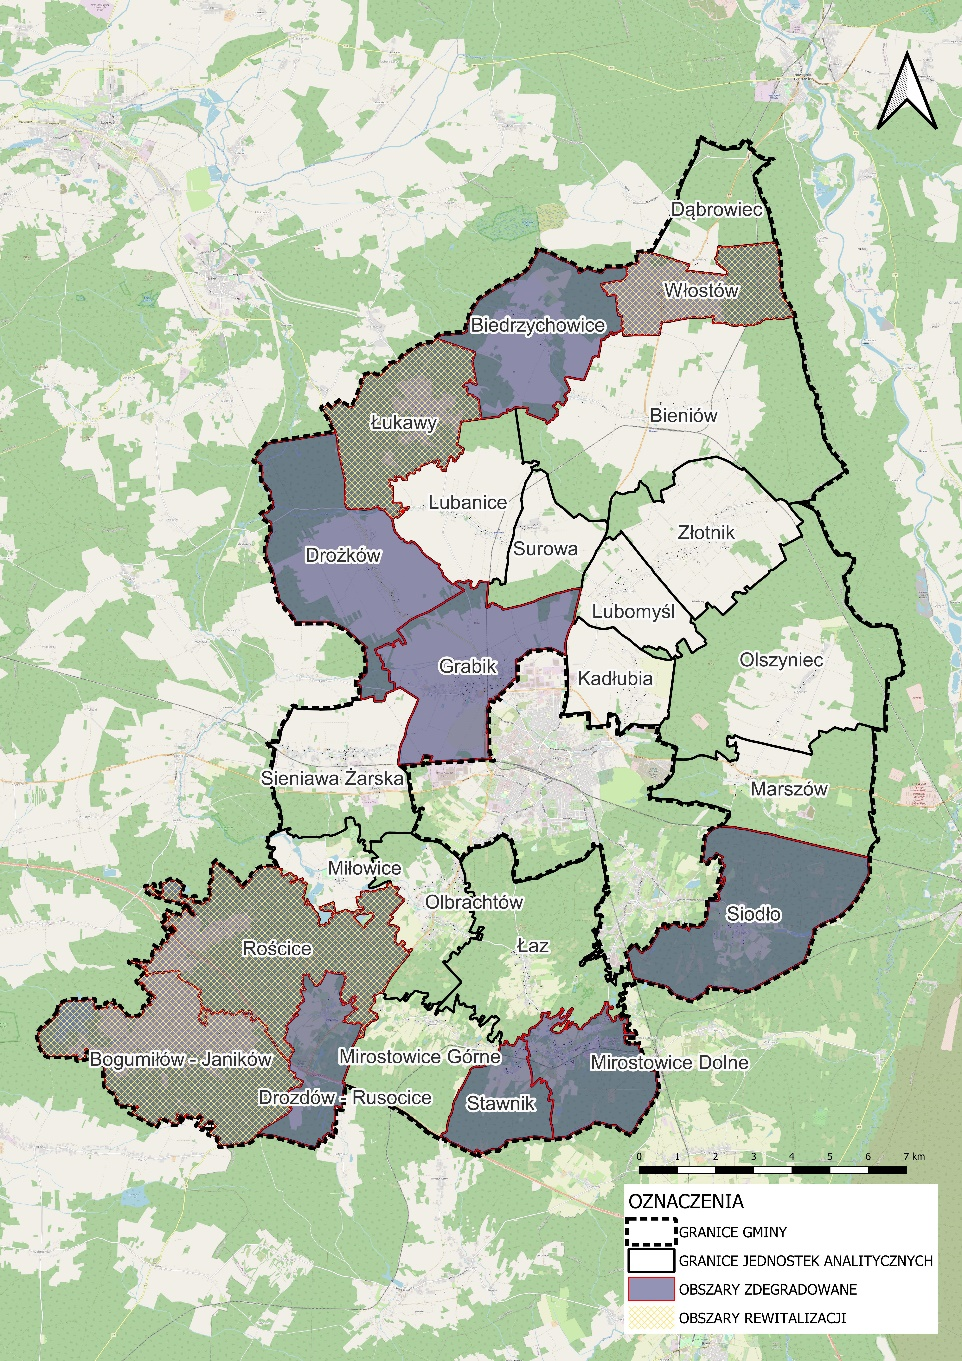 Dąbrowiec
Włostów
Biedrzychowice
Bieniów
Łukawy
Lubanice
Złotnik
Surowa
Drożków
Lubomyśl
Olszyniec
Grabik
Kadłubia
Sieniawa Żarska
Marszów
Miłowice
Olbrachtów
Siodło
Rościce
Łaz
Mirostowice Górne
Bogumiłów - Janików
Mirostowice Dolne
Drozdów - Rusocice
Stawnik
0 1 2 3 4 5 6 7 km
OZNACZENIA
GRANICE GMINY
GRANICE JEDNOSTEK ANALITYCZNYCH
OBSZARY ZDEGRADOWANE
OBSZARY REWITALIZACJI